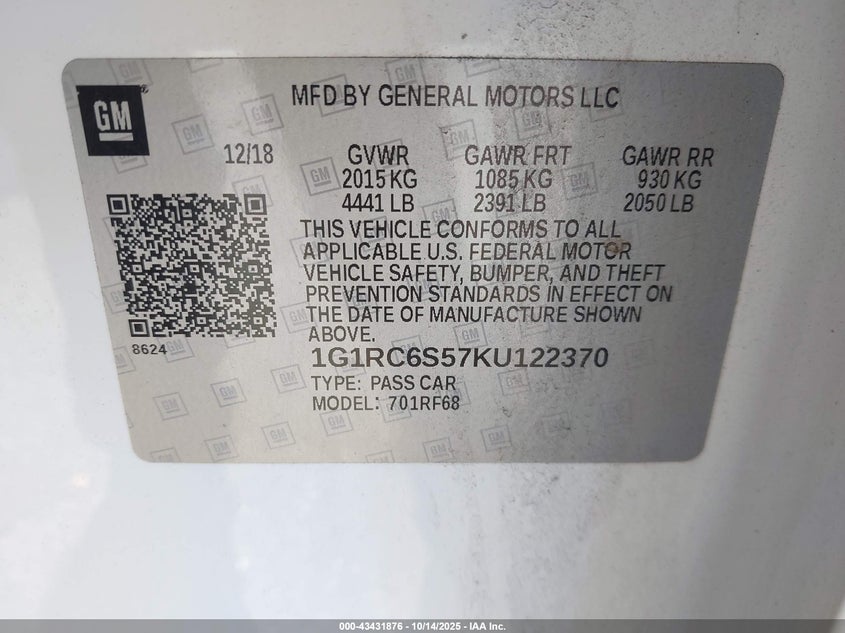 GM
MFD BY GENERAL MOTORS LLC
12/18 GVWR GAWR FRT GAWR RR
2015 KG 1085 KG 930 KG
4441 LB 2391 LB 2050 LB
THIS VEHICLE CONFORMS TO ALL
APPLICABLE U.S. FEDERAL MOTOR
VEHICLE SAFETY, BUMPER, AND THEFT
PREVENTION STANDARDS IN EFFECT ON
THE DATE OF MANUFACTURE SHOWN
ABOVE.
8624
1G1RC6S57KU122370
TYPE: PASS CAR
MODEL: 701RF68
000-43431876 - 10/14/2025 - IAA Inc.